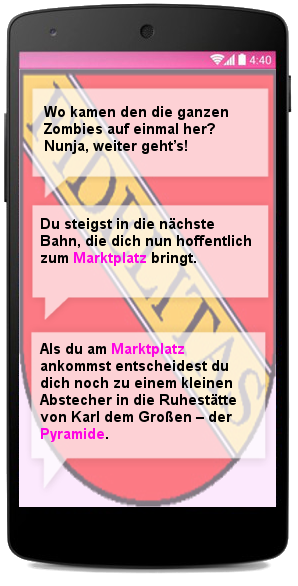 4:40
FIDELITAS
Wo kamen den die ganzen
Zombies auf einmal her?
Nunja, weiter geht's!
Du steigst in die nächste
Bahn, die dich nun hoffentlich
zum Marktplatz bringt.
Als du am Marktplatz
ankommst entscheidest du
dich noch zu einem kleinen
Abstecher in die Ruhestätte
von Karl dem Großen – der
Pyramide.